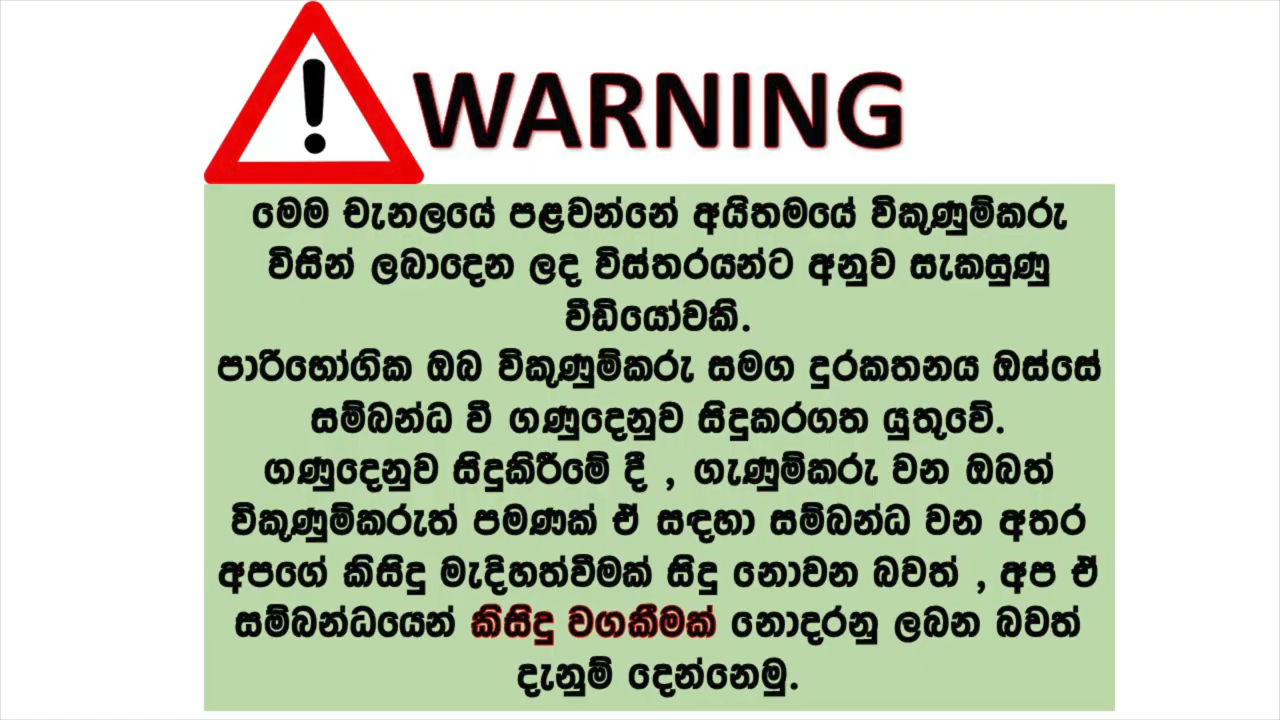 WARNING
මෙම චැනලයේ පළවන්නේ අයිතමයේ විකුණුම්කරු
විසින් ලබාදෙන ලද විස්තරයන්ට අනුව සැකසුණු
වීඩියෝවකි.
පාරිභෝගික ඔබ විකුණුම්කරු සමග දුරකතනය ඔස්සේ
සම්බන්ධ වී ගණුදෙනුව සිදුකරගත යුතුවේ.
ගණුදෙනුව සිදුකිරීමේ දී , ගැණුම්කරු වන ඔබත්
විකුණුම්කරුත් පමණක් ඒ සඳහා සම්බන්ධ වන අතර
අපගේ කිසිදු මැදිහත්වීමක් සිදු නොවන බවත් , අප ඒ
සම්බන්ධයෙන් කිසිදු වගකීමක් නොදරනු ලබන බවත්
දැනුම් දෙන්නෙමු.